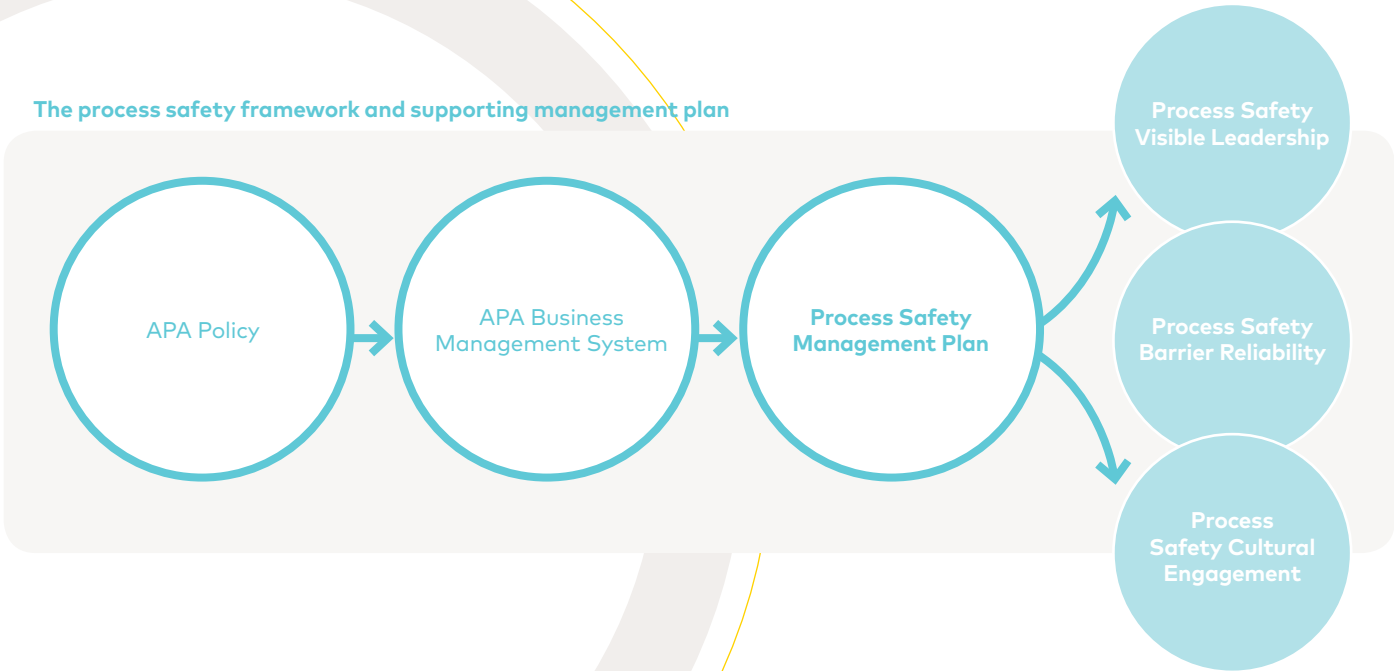 The process safety framework and supporting management plan
APA Policy
APA Business
Management System
Process Safety
Management Plan
Process Safety
Visible Leadership
Process Safety
Barrier Reliability
Process
Safety Cultural
Engagement